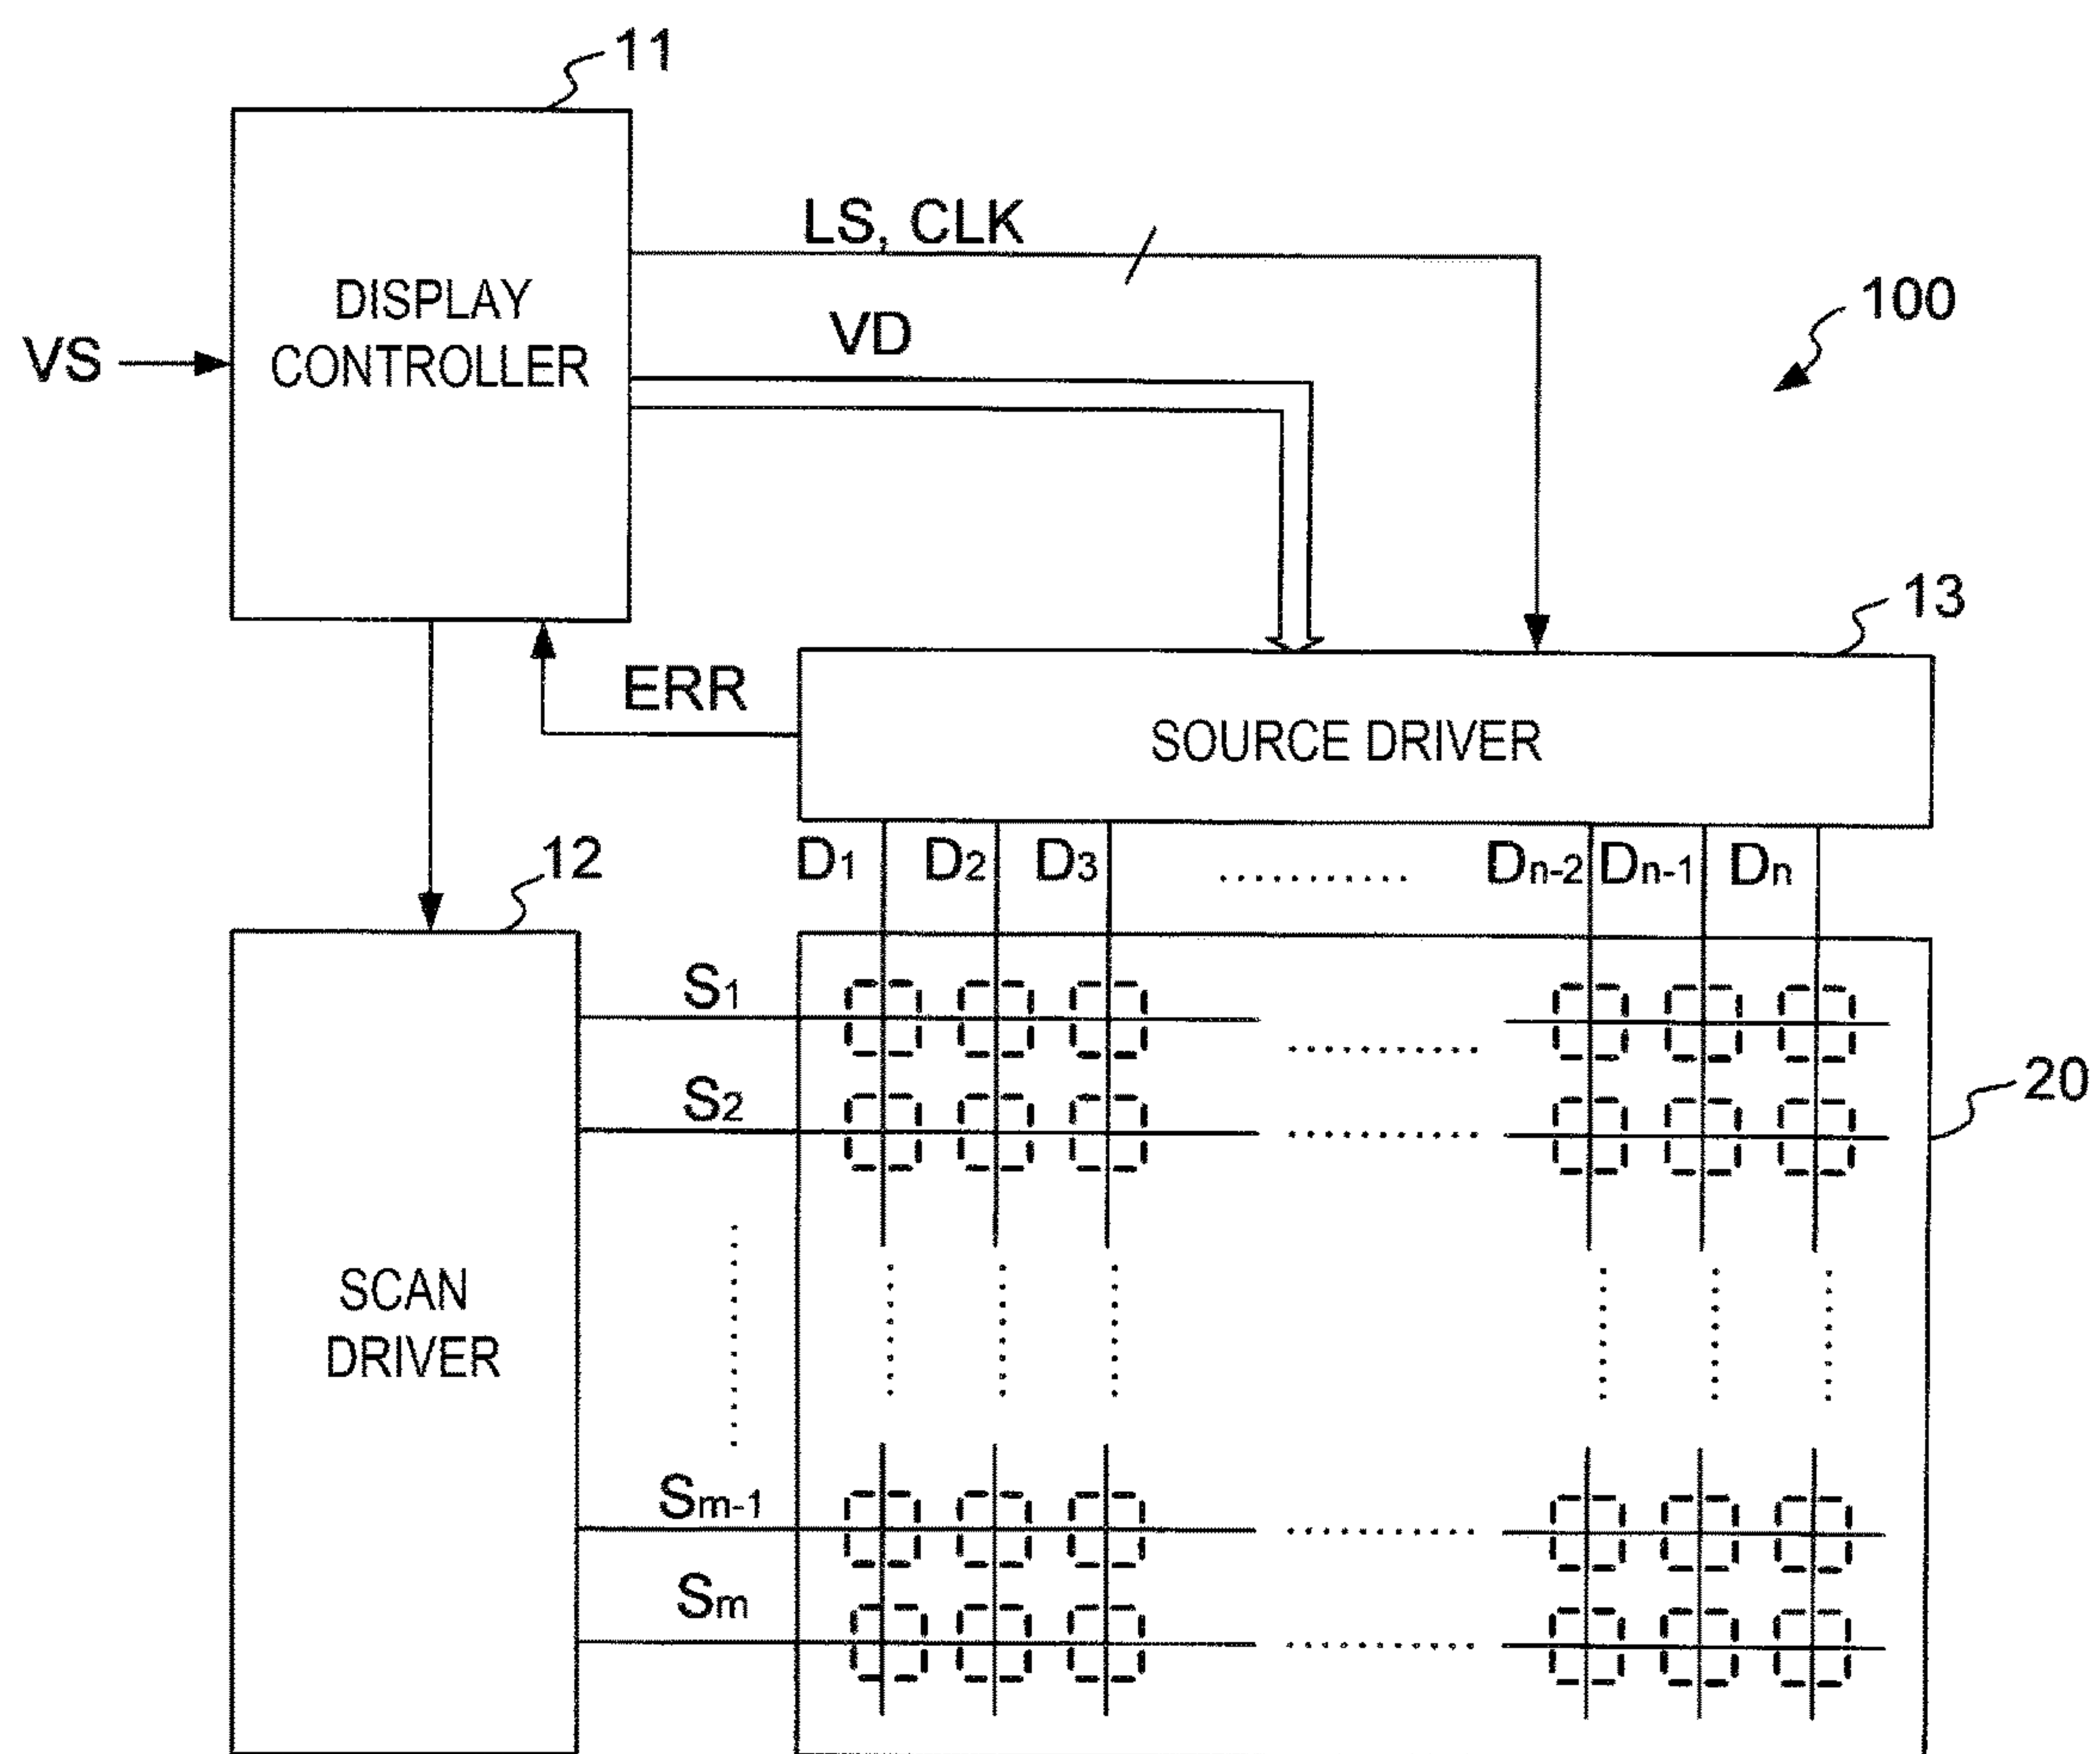 11
LS, CLK
DISPLAY
CONTROLLER
VS
VD
100
13
ERR
SOURCE DRIVER
12
D1 D2 D3 ........... Dn-2 Dn-1 Dn
S1
S2
20
SCAN
DRIVER
Sm-1
Sm